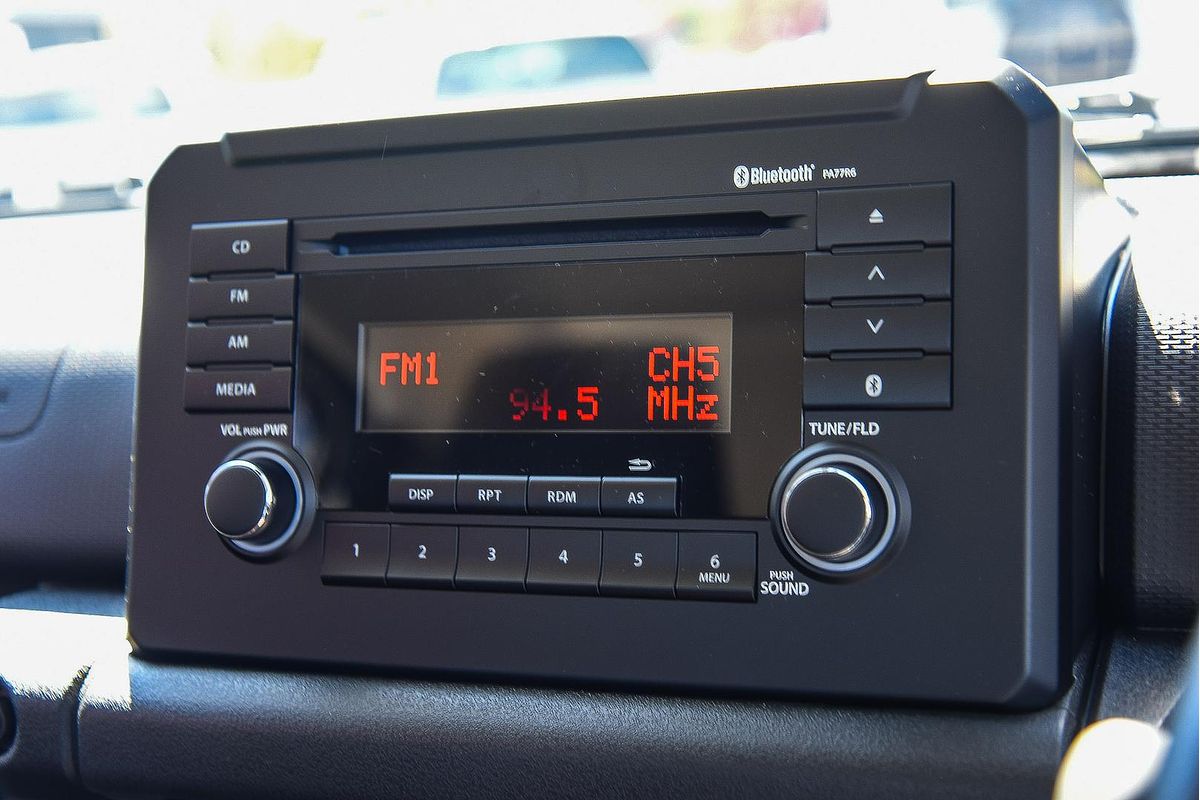 Bluetooth® PA77R6
CD
FM
AM
MEDIA
FM1 CH5
94.5 MHz
VOL PUSH PWR
TUNE/FLD
DISP RPT RDM AS
1 2 3 4 5 6
MENU
PUSH
SOUND